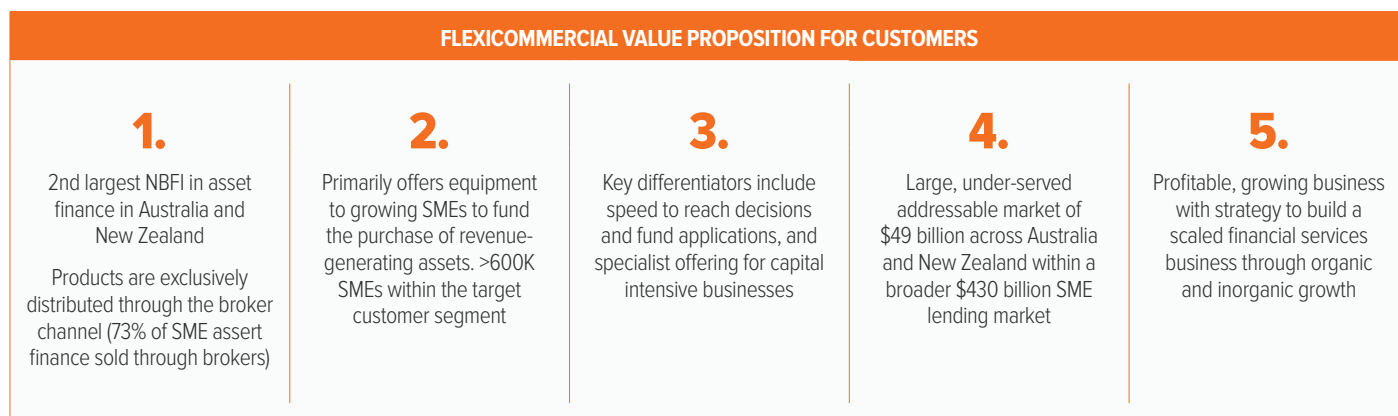 FLEXICOMMERCIAL VALUE PROPOSITION FOR CUSTOMERS
1.
2nd largest NBFI in asset
finance in Australia and
New Zealand
Products are exclusively
distributed through the broker
channel (73% of SME assert
finance sold through brokers)
2.
Primarily offers equipment
to growing SMEs to fund
the purchase of revenue-
generating assets. >600K
SMEs within the target
customer segment
3.
Key differentiators include
speed to reach decisions
and fund applications, and
specialist offering for capital
intensive businesses
4.
Large, under-served
addressable market of
$49 billion across Australia
and New Zealand within a
broader $430 billion SME
lending market
5.
Profitable, growing business
with strategy to build a
scaled financial services
business through organic
and inorganic growth